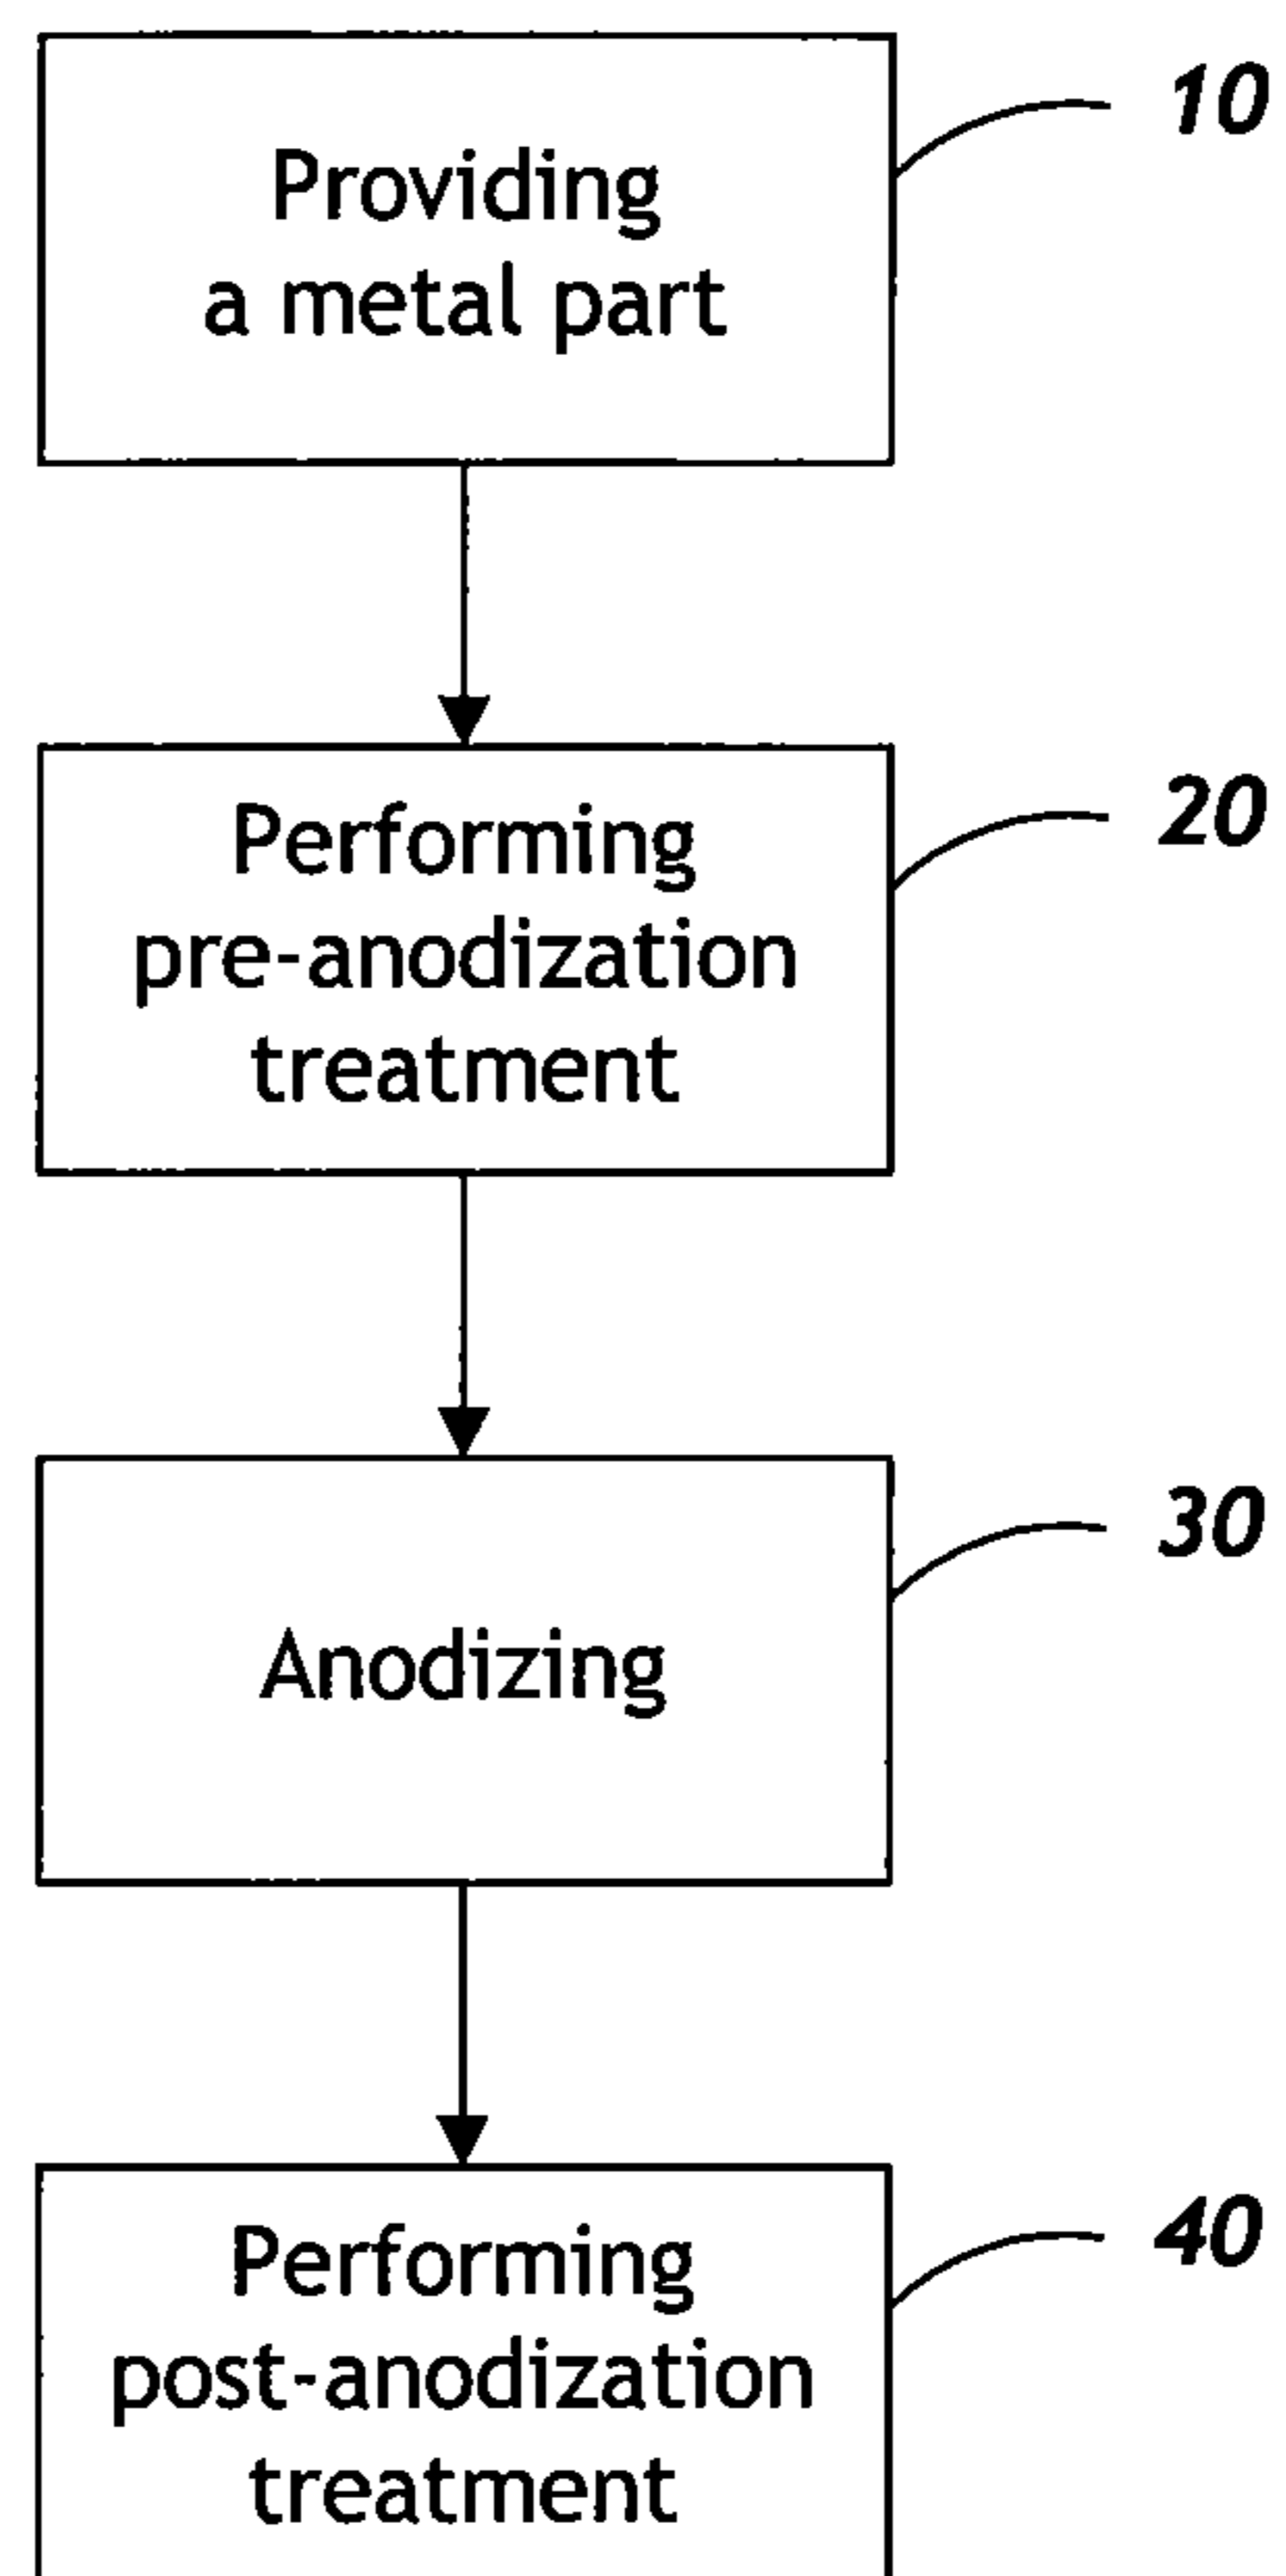 10
Providing
a metal part
20
Performing
pre-anodization
treatment
30
Anodizing
40
Performing
post-anodization
treatment